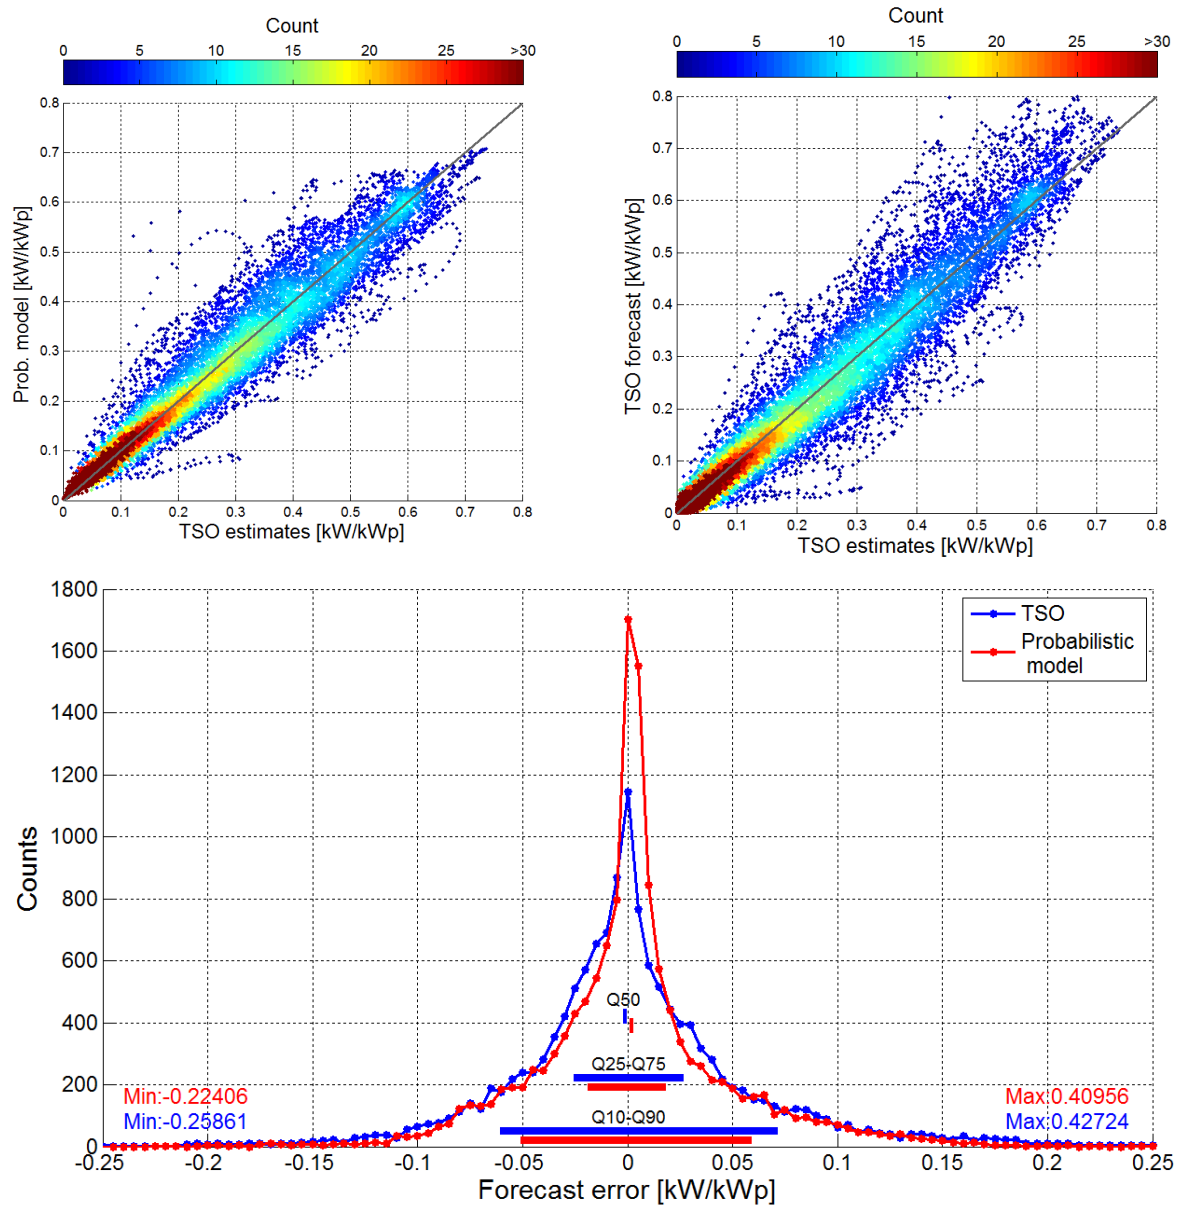 Count
0 5 10 15 20 25 >30
0.8
0.7
0.6
0.5
0.4
0.3
0.2
0.1
0
Prob. model [kW/kWp]
0 0.1 0.2 0.3 0.4 0.5 0.6 0.7 0.8
TSO estimates [kW/kWp]
Count
0 5 10 15 20 25 >30
0.8
0.7
0.6
0.5
0.4
0.3
0.2
0.1
0
TSO forecast [kW/kWp]
0 0.1 0.2 0.3 0.4 0.5 0.6 0.7 0.8
TSO estimates [kW/kWp]
1800
1600
1400
1200
1000
800
600
400
200
0
Counts
TSO
Probabilistic
model
Q50
Q25-Q75
Q10-Q90
Min:-0.22406
Min:-0.25861
Max:0.40956
Max:0.42724
-0.25 -0.2 -0.15 -0.1 -0.05 0 0.05 0.1 0.15 0.2 0.25
Forecast error [kW/kWp]